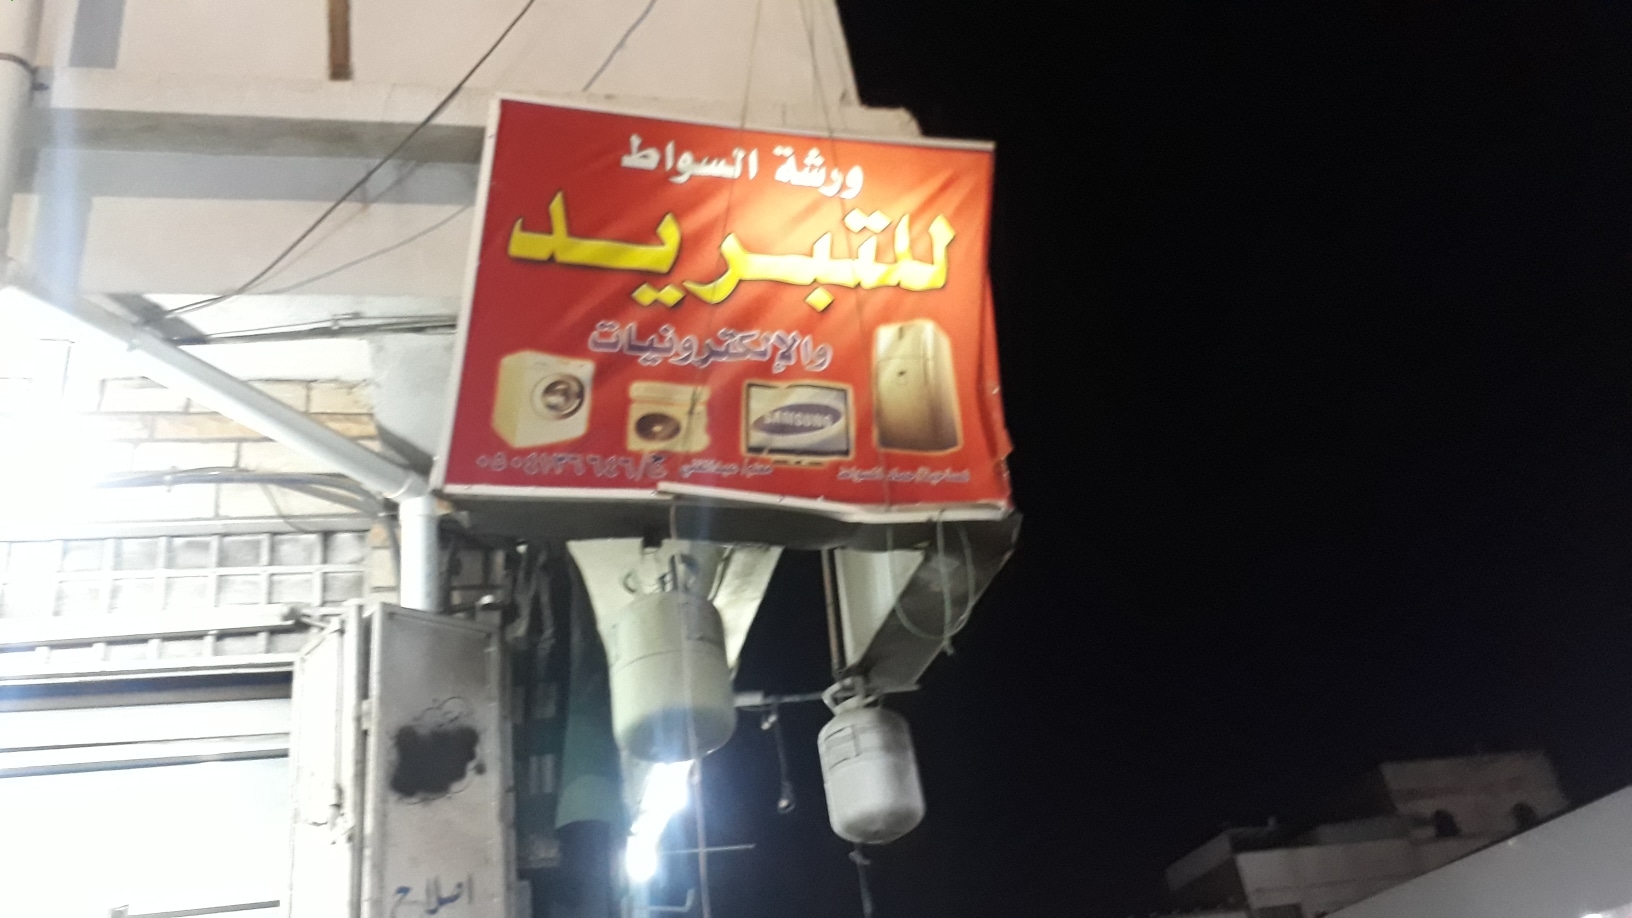 ورشة السواط
للتبريد
والإلكترونيات
SAMSUNG
ج/
اصلاح